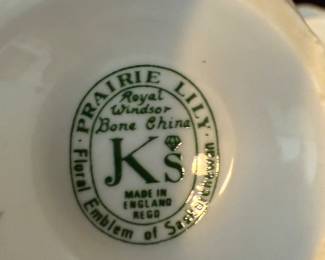 PRAIRIE LILY
Royal
Windsor
Bone China
JKs
MADE IN
ENGLAND
REGD
Floral Emblem of Saskatchewan